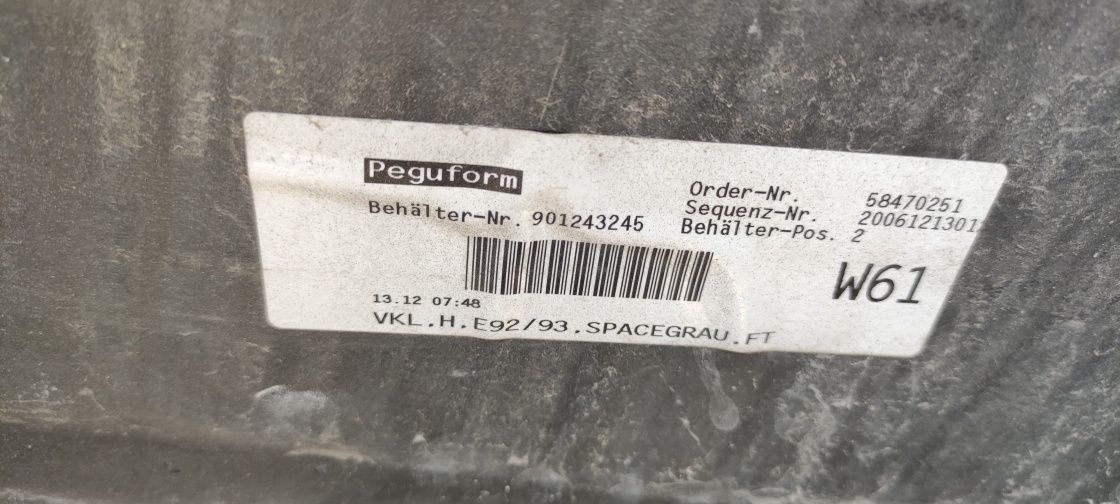 Peguform
Behälter-Nr. 901243245
Order-Nr. 58470251
Sequenz-Nr. 2006121301
Behälter-Pos. 2
W61
13.12 07:48
VKL.H.E92/93.SPACEGRAU.FT